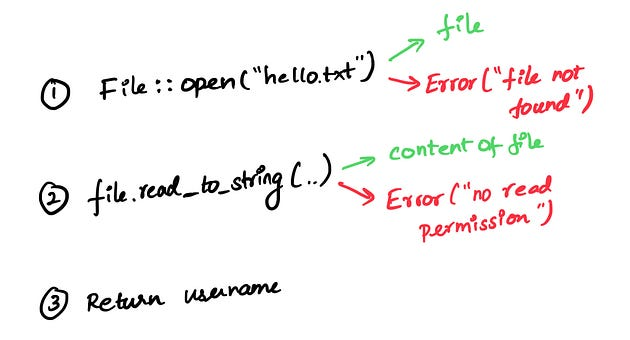 ① File::open("hello.txt")
file
Error("file not
found")
② file.read_to_string(..)
content of file
Error("no read
permission")
③ Return username